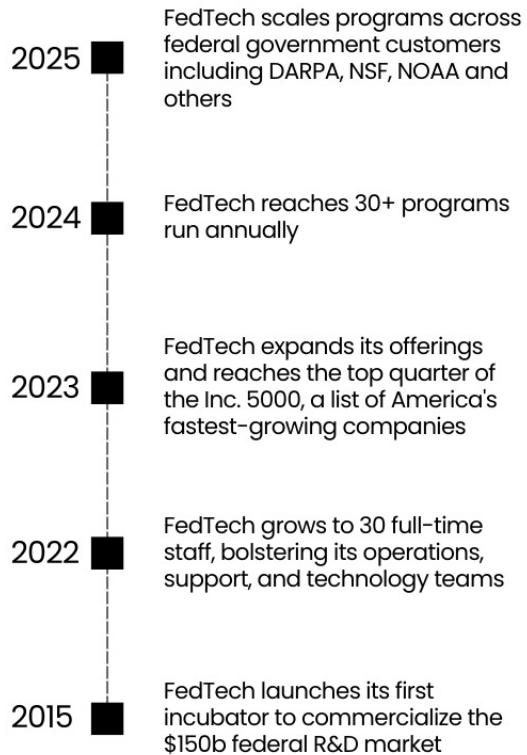 2025
FedTech scales programs across
federal government customers
including DARPA, NSF, NOAA and
others
2024
FedTech reaches 30+ programs
run annually
2023
FedTech expands its offerings
and reaches the top quarter of
the Inc. 5000, a list of America's
fastest-growing companies
2022
FedTech grows to 30 full-time
staff, bolstering its operations,
support, and technology teams
2015
FedTech launches its first
incubator to commercialize the
$150b federal R&D market